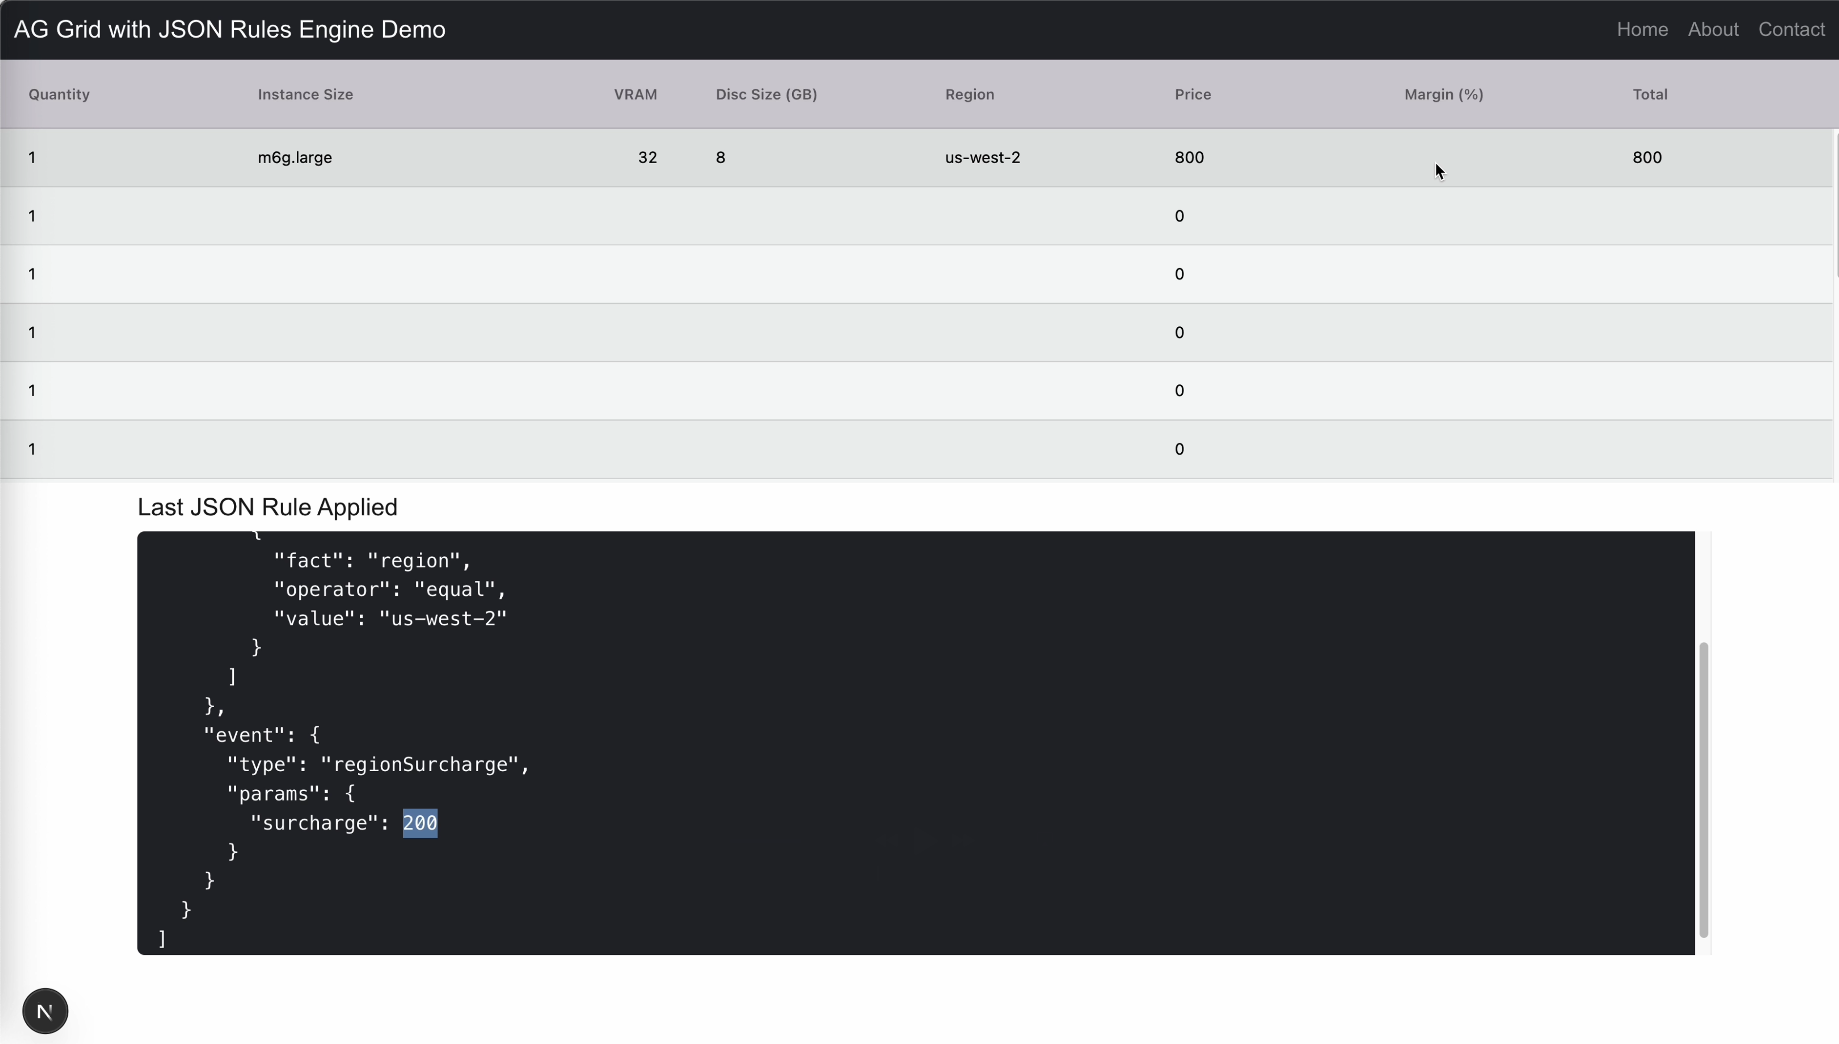 AG Grid with JSON Rules Engine Demo Home About Contact
Quantity Instance Size VRAM Disc Size (GB) Region Price Margin (%) Total
1 m6g.large 32 8 us-west-2 800 800
1 0
1 0
1 0
1 0
1 0
Last JSON Rule Applied
{
"fact": "region",
"operator": "equal",
"value": "us-west-2"
}
]
},
"event": {
"type": "regionSurcharge",
"params": {
"surcharge": 200
}
}
}
]
N